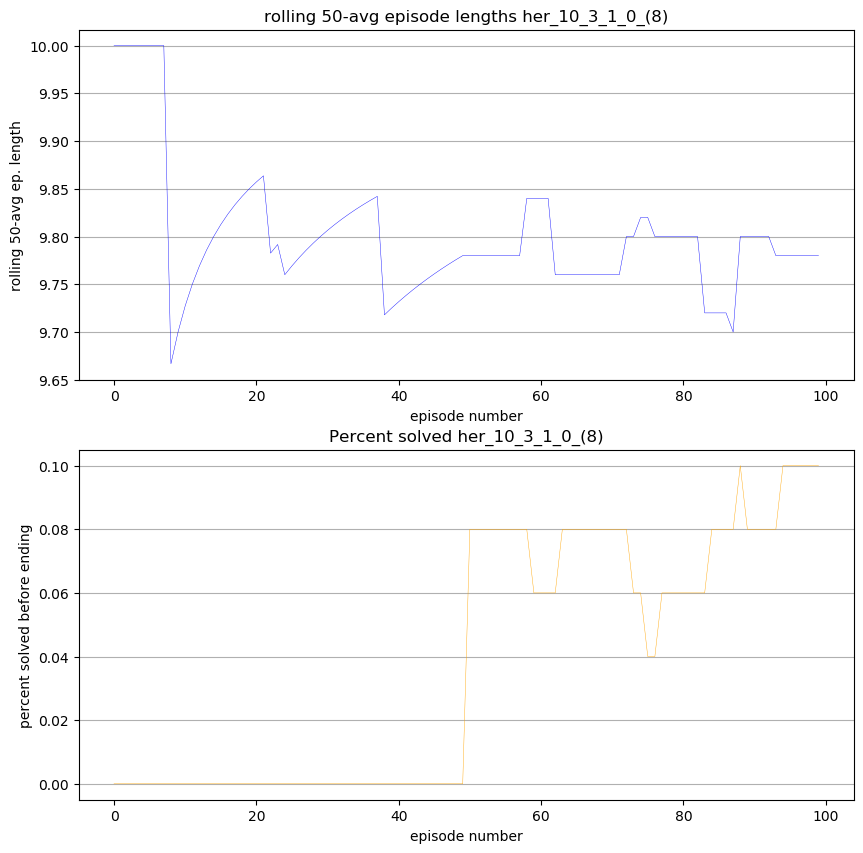 rolling 50-avg episode lengths her_10_3_1_0_(8)
10.00
9.95
9.90
9.85
9.80
9.75
9.70
9.65
rolling 50-avg ep. length
0 20 40 60 80 100
episode number
Percent solved her_10_3_1_0_(8)
0.10
0.08
0.06
0.04
0.02
0.00
percent solved before ending
0 20 40 60 80 100
episode number